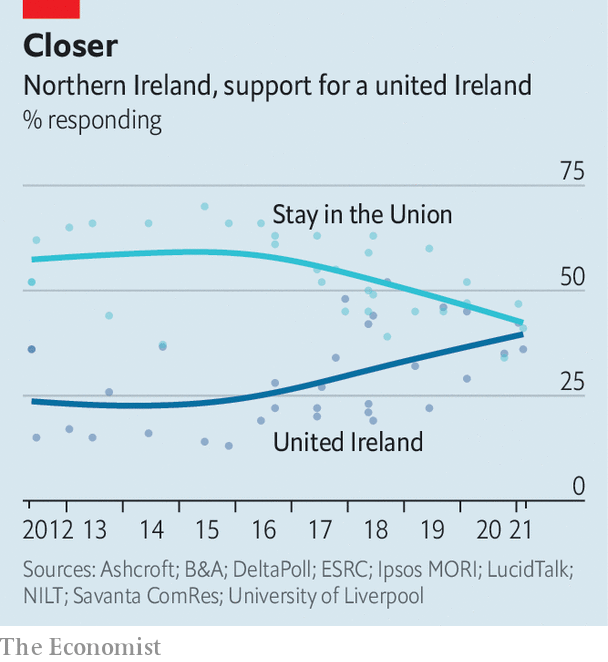 Closer
Northern Ireland, support for a united Ireland
% responding
75
Stay in the Union
50
25
United Ireland
0
2012 13 14 15 16 17 18 19 20 21
Sources: Ashcroft; B&A; DeltaPoll; ESRC; Ipsos MORI; LucidTalk;
NILT; Savanta ComRes; University of Liverpool
The Economist